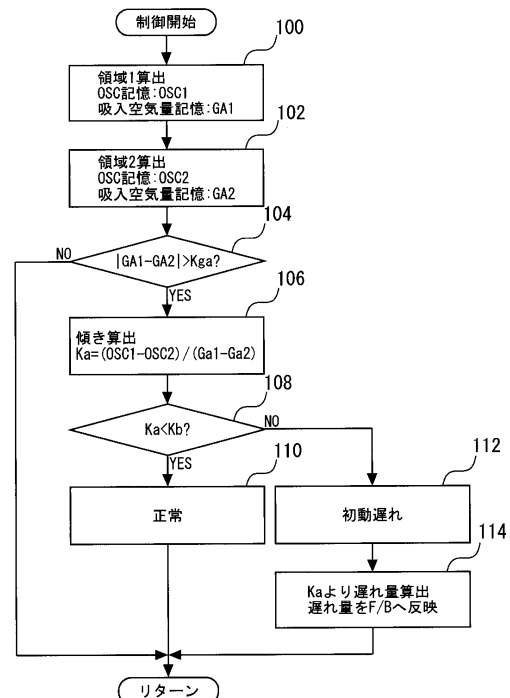 制御開始
100
領域1算出
OSC記憶:OSC1
吸入空気量記憶:GA1
102
領域2算出
OSC記憶:OSC2
吸入空気量記憶:GA2
104
|GA1-GA2|>Kga?
NO
YES
106
傾き算出
Ka=(OSC1-OSC2)/(Ga1-Ga2)
108
Ka<Kb?
NO
YES
110
正常
112
初動遅れ
114
Kaより遅れ量算出
遅れ量をF/Bへ反映
リターン